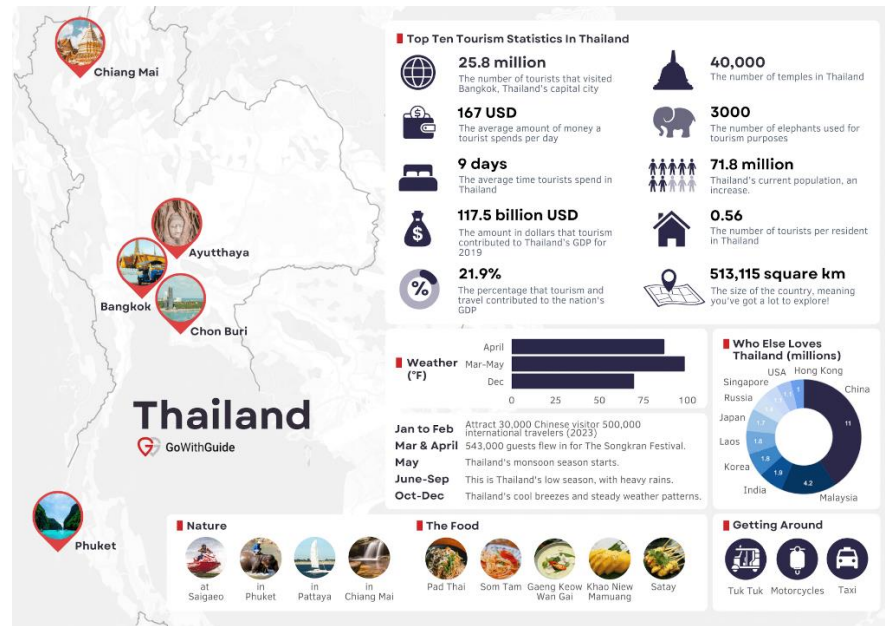 Chiang Mai
Ayutthaya
Bangkok
Chon Buri
Thailand
GoWithGuide
Phuket
Top Ten Tourism Statistics In Thailand
25.8 million
The number of tourists that visited
Bangkok, Thailand's capital city
167 USD
The average amount of money a
tourist spends per day
9 days
The average time tourists spend in
Thailand
117.5 billion USD
The amount in dollars that tourism
contributed to Thailand's GDP for
2019
21.9%
The percentage that tourism and
travel contributed to the nation's
GDP
40,000
The number of temples in Thailand
3000
The number of elephants used for
tourism purposes
71.8 million
Thailand's current population, an
increase.
0.56
The number of tourists per resident
in Thailand
513,115 square km
The size of the country, meaning
you've got a lot to explore!
Weather
(°F)
April
Mar-May
Dec
0 25 50 75 100
Who Else Loves
Thailand (millions)
USA Hong Kong
Singapore
China
Russia
Japan
Laos
Korea
India
Malaysia
11
4.2
1.9
1.8
1.6
1.7
1.1
1
Jan to Feb Attract 30,000 Chinese visitor 500,000
international travelers (2023)
Mar & April 543,000 guests flew in for The Songkran Festival.
May Thailand's monsoon season starts.
June-Sep This is Thailand's low season, with heavy rains.
Oct-Dec Thailand's cool breezes and steady weather patterns.
Nature
at
Saigaeo
in
Phuket
in
Pattaya
in
Chiang Mai
The Food
Pad Thai
Som Tam
Gaeng Keow
Wan Gai
Khao Niew
Mamuang
Satay
Getting Around
Tuk Tuk
Motorcycles
Taxi